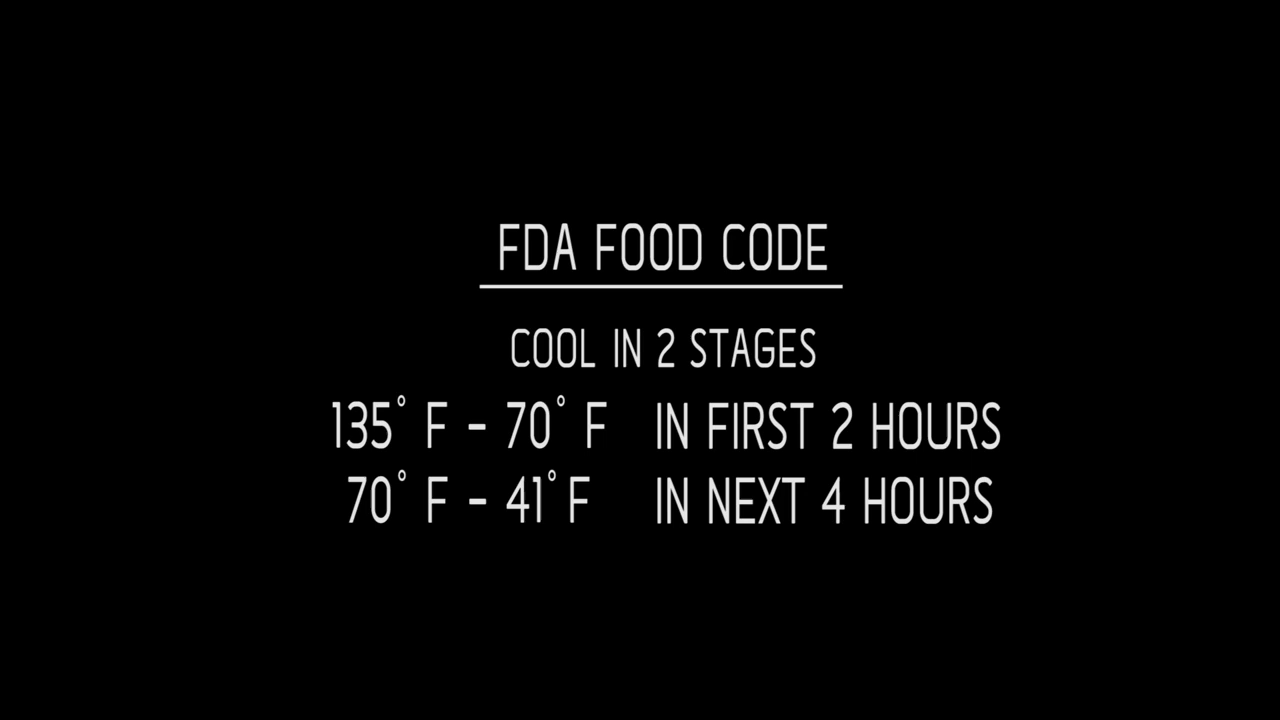 FDA FOOD CODE
COOL IN 2 STAGES
135° F - 70° F IN FIRST 2 HOURS
70° F - 41° F IN NEXT 4 HOURS